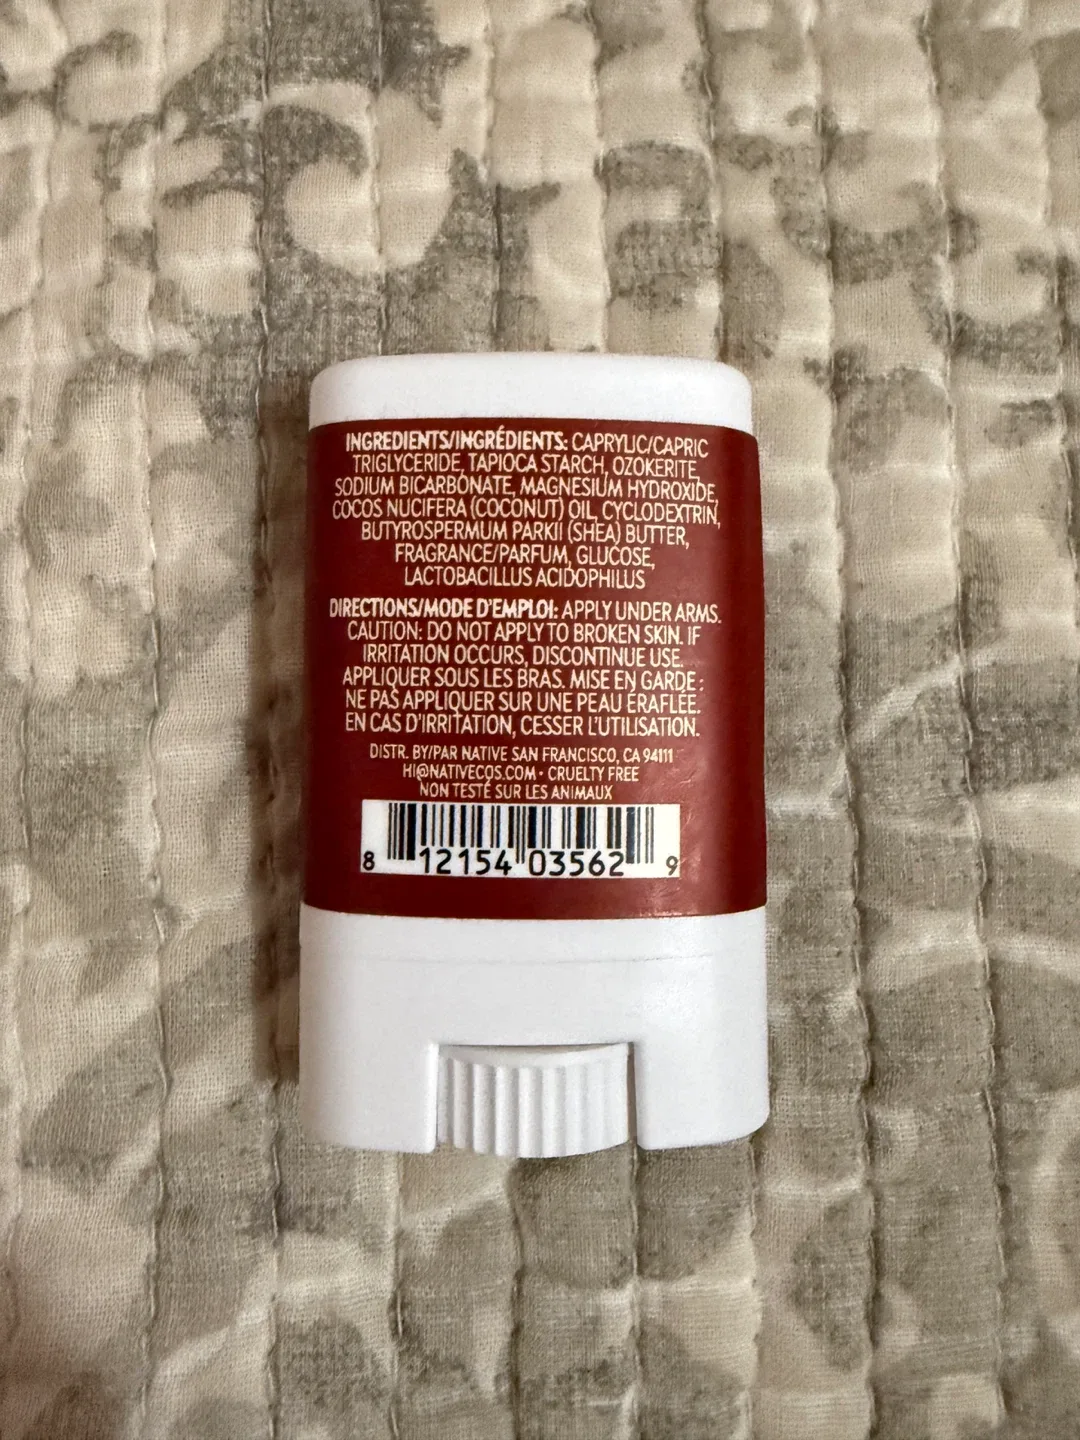 INGREDIENTS/INGRÉDIENTS: CAPRYLIC/CAPRIC
TRIGLYCERIDE, TAPIOCA STARCH, OZOKERITE,
SODIUM BICARBONATE, MAGNESIUM HYDROXIDE,
COCOS NUCIFERA (COCONUT) OIL, CYCLODEXTRIN,
BUTYROSPERMUM PARKII (SHEA) BUTTER,
FRAGRANCE/PARFUM, GLUCOSE,
LACTOBACILLUS ACIDOPHILUS
DIRECTIONS/MODE D'EMPLOI: APPLY UNDER ARMS.
CAUTION: DO NOT APPLY TO BROKEN SKIN. IF
IRRITATION OCCURS, DISCONTINUE USE.
APPLIQUER SOUS LES BRAS. MISE EN GARDE :
NE PAS APPLIQUER SUR UNE PEAU ÉRAFLÉE.
EN CAS D'IRRITATION, CESSER L'UTILISATION.
DISTR. BY/PAR NATIVE SAN FRANCISCO, CA 94111
HI@NATIVECOS.COM • CRUELTY FREE
NON TESTÉ SUR LES ANIMAUX
8 12154 03562 9